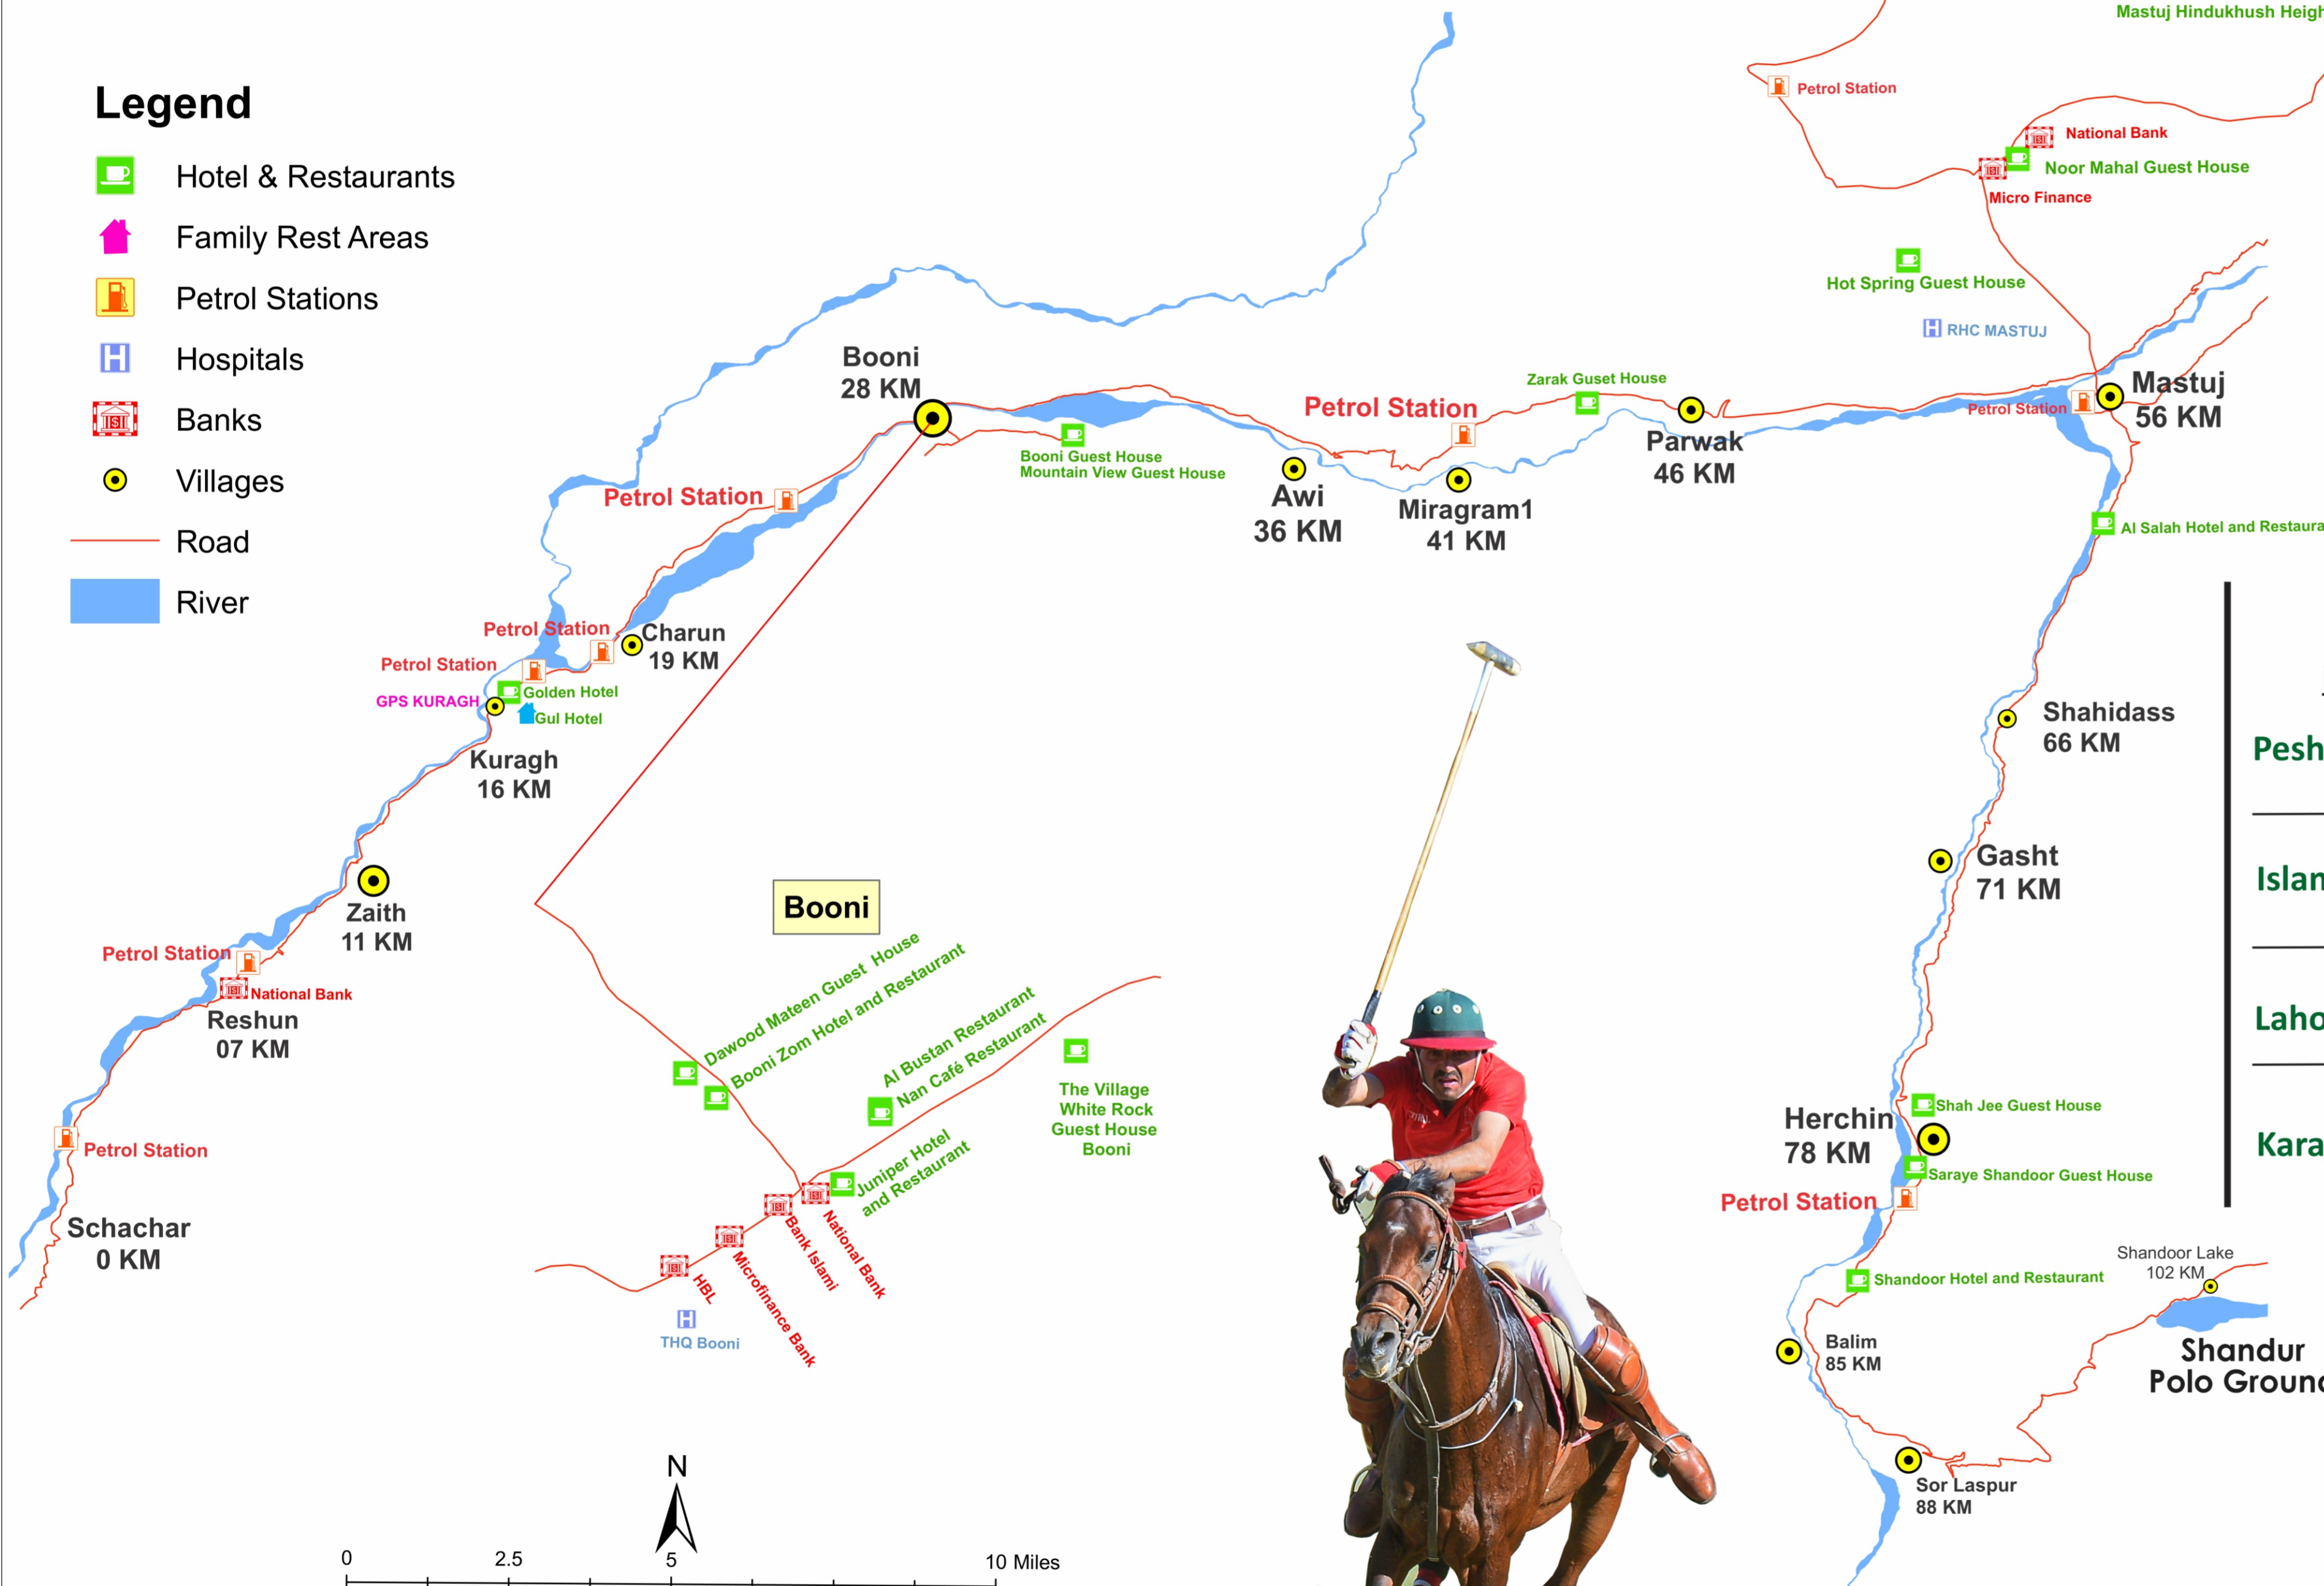 Mastuj Hindukhush Heigh
Legend
Hotel & Restaurants
Family Rest Areas
Petrol Stations
Hospitals
Banks
Villages
Road
River
Petrol Station
National Bank
Noor Mahal Guest House
Micro Finance
Hot Spring Guest House
H RHC MASTUJ
Booni
28 KM
Booni Guest House
Mountain View Guest House
Petrol Station
Zarak Guset House
Parwak
46 KM
Petrol Station
Mastuj
56 KM
Awi
36 KM
Miragram1
41 KM
Petrol Station
Al Salah Hotel and Restaura
Petrol Station
Charun
19 KM
Petrol Station
Golden Hotel
GPS KURAGH
Gul Hotel
Kuragh
16 KM
Shahidass
66 KM
Pesh
Gasht
71 KM
Islan
Zaith
11 KM
Booni
Petrol Station
National Bank
Reshun
07 KM
Dawood Mateen Guest House
Booni Zom Hotel and Restaurant
Al Bustan Restaurant
Nan Café Restaurant
The Village
White Rock
Guest House
Booni
Juniper Hotel
and Restaurant
National Bank
Bank Islami
Microfinance Bank
HBL
H
THQ Booni
Laho
Kara
Petrol Station
Schachar
0 KM
Shah Jee Guest House
Herchin
78 KM
Saraye Shandoor Guest House
Petrol Station
Shandoor Hotel and Restaurant
Shandoor Lake
102 KM
Shandur
Polo Groun
Balim
85 KM
Sor Laspur
88 KM
N
0 2.5 5 10 Miles